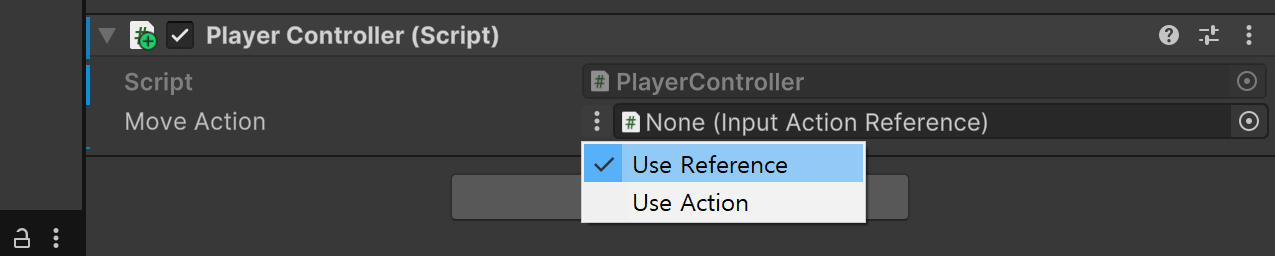 Player Controller (Script)
Script
PlayerController
Move Action
None (Input Action Reference)
Use Reference
Use Action